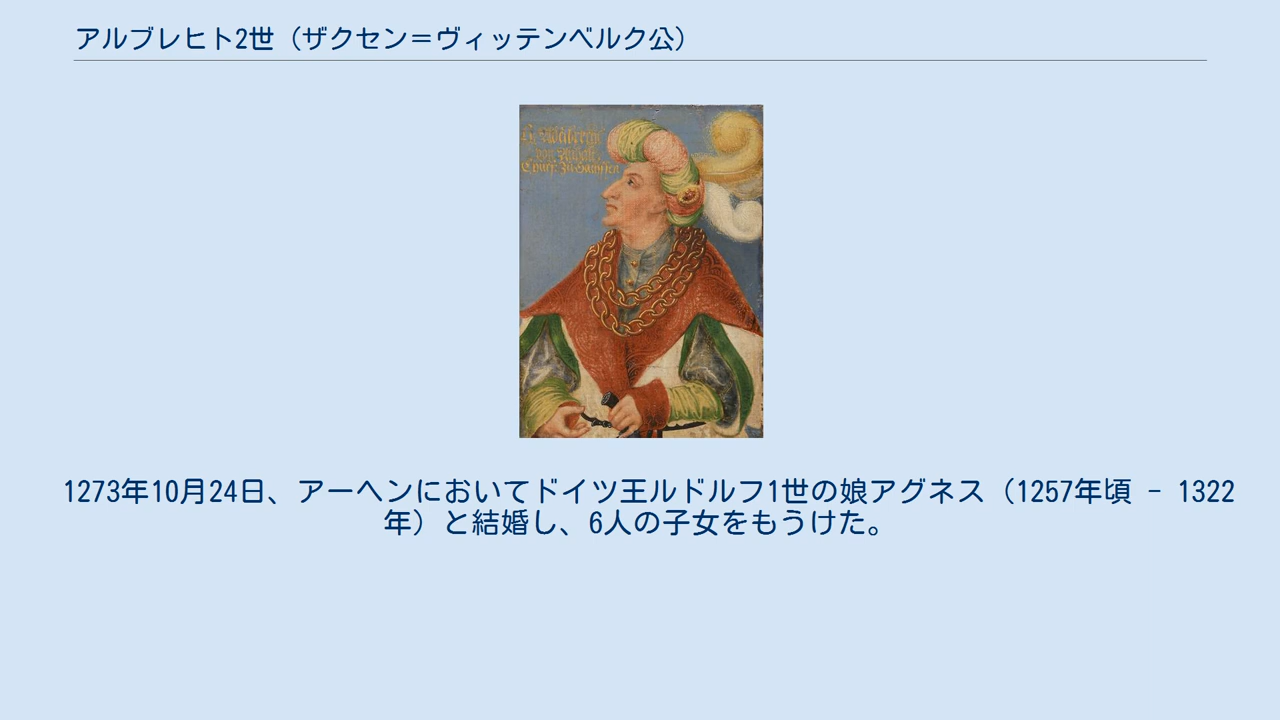 アルブレヒト2世（ザクセン＝ヴィッテンベルク公）
von
1273年10月24日、アーヘンにおいてドイツ王ルドルフ1世の娘アグネス（1257年頃 - 1322
年）と結婚し、6人の子女をもうけた。